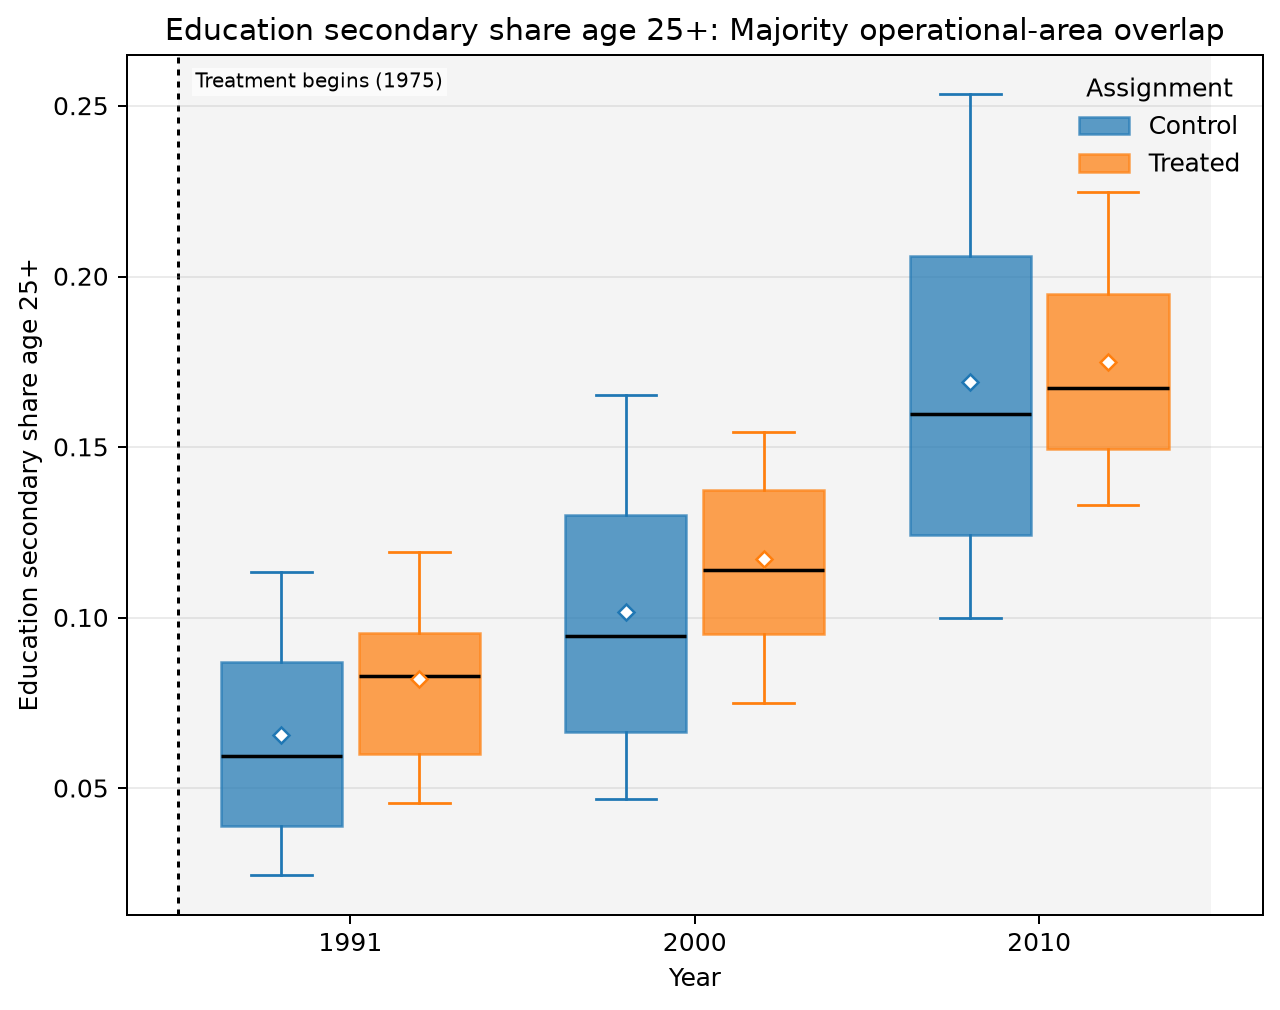 Education secondary share age 25+: Majority operational-area overlap
Treatment begins (1975)
Assignment
Control
Treated
0.25
0.20
0.15
0.10
0.05
Education secondary share age 25+
1991
2000
2010
Year